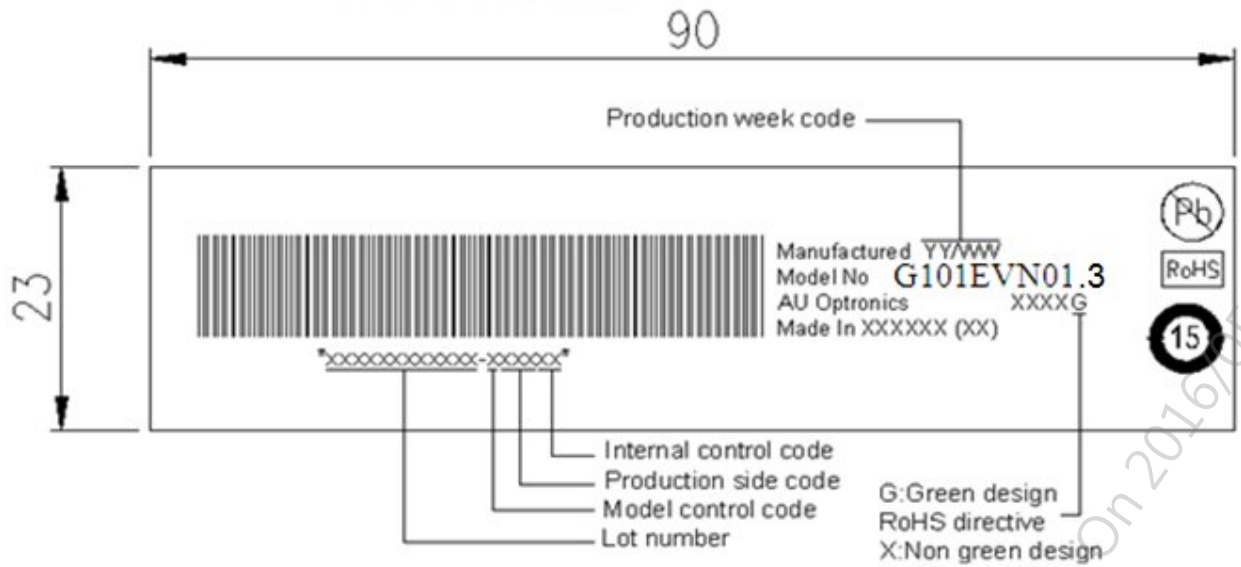 90
Production week code
23
Pb
Manufactured YY/WW
RoHS
Model No G101EVN01.3
AU Optronics XXXXG
Made In XXXXXX (XX)
15
*XXXXXXXXXXXX-XXXXXX*
Internal control code
Production side code
Model control code
Lot number
G:Green design
RoHS directive
X:Non green design
On 2016/05